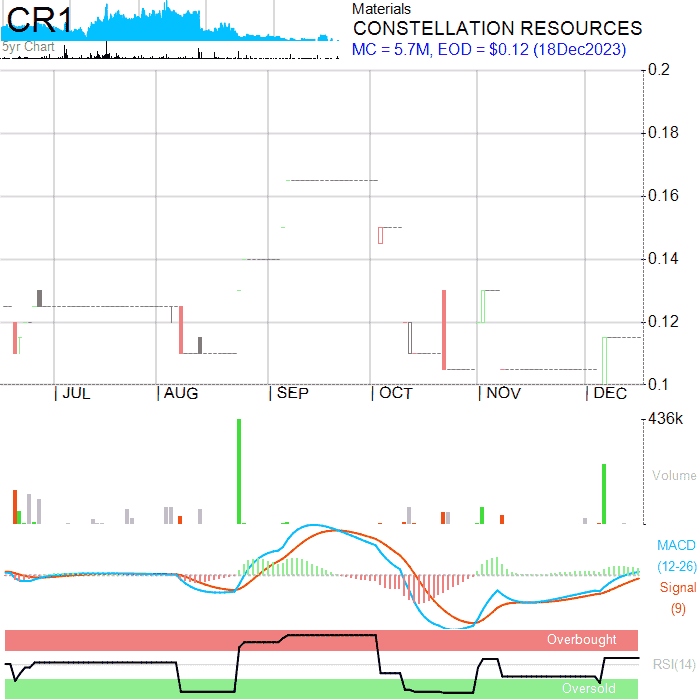 CR1
5yr Chart
Materials
CONSTELLATION RESOURCES
MC = 5.7M, EOD = $0.12 (18Dec2023)
0.2
0.18
0.16
0.14
0.12
0.1
JUL AUG SEP OCT NOV DEC
436k
Volume
MACD
(12-26)
Signal
(9)
Overbought
RSI(14)
Oversold